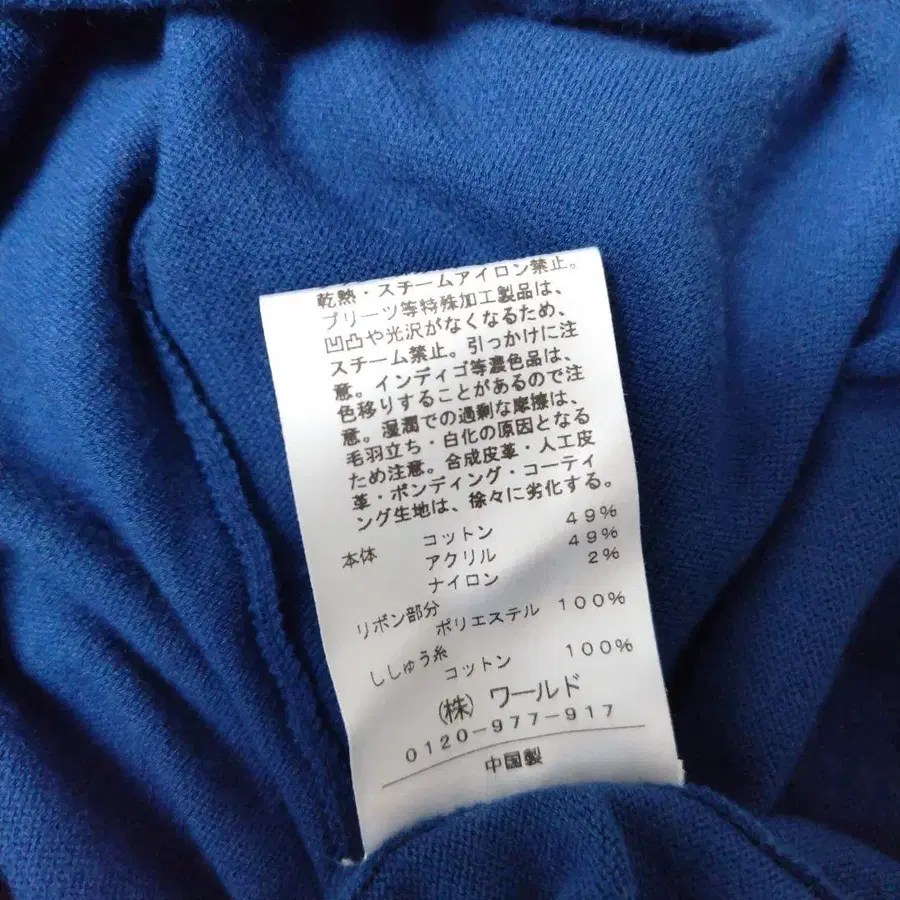 乾熱・スチームアイロン禁止。
プリーツ等特殊加工製品は、
凹凸や光沢がなくなるため、
スチーム禁止。引っかけに注
意。インディゴ等濃色品は、
色移りすることがあるので注
意。湿潤での過剰な摩擦は、
毛羽立ち・白化の原因となる
ため注意。合成皮革・人工皮
革・ボンディング・コーティ
ング生地は、徐々に劣化する。
本体 コットン 49%
アクリル 49%
ナイロン 2%
リボン部分
ポリエステル 100%
ししゅう糸
コットン 100%
(株) ワールド
0120-977-917
中国製